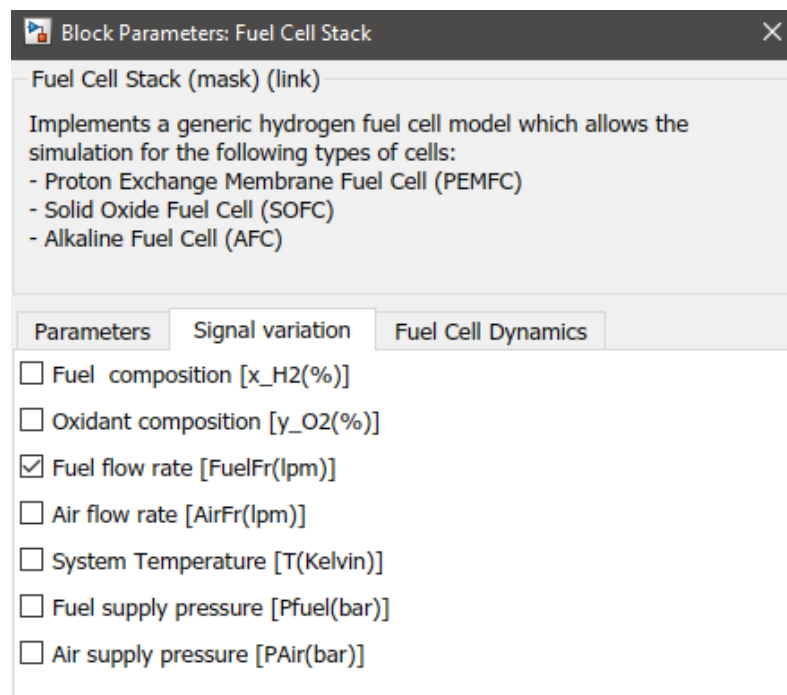 Block Parameters: Fuel Cell Stack
Fuel Cell Stack (mask) (link)
Implements a generic hydrogen fuel cell model which allows the
simulation for the following types of cells:
- Proton Exchange Membrane Fuel Cell (PEMFC)
- Solid Oxide Fuel Cell (SOFC)
- Alkaline Fuel Cell (AFC)
Parameters Signal variation Fuel Cell Dynamics
Fuel composition [x_H2(%)]
Oxidant composition [y_O2(%)]
Fuel flow rate [FuelFr(lpm)]
Air flow rate [AirFr(lpm)]
System Temperature [T(Kelvin)]
Fuel supply pressure [Pfuel(bar)]
Air supply pressure [PAir(bar)]